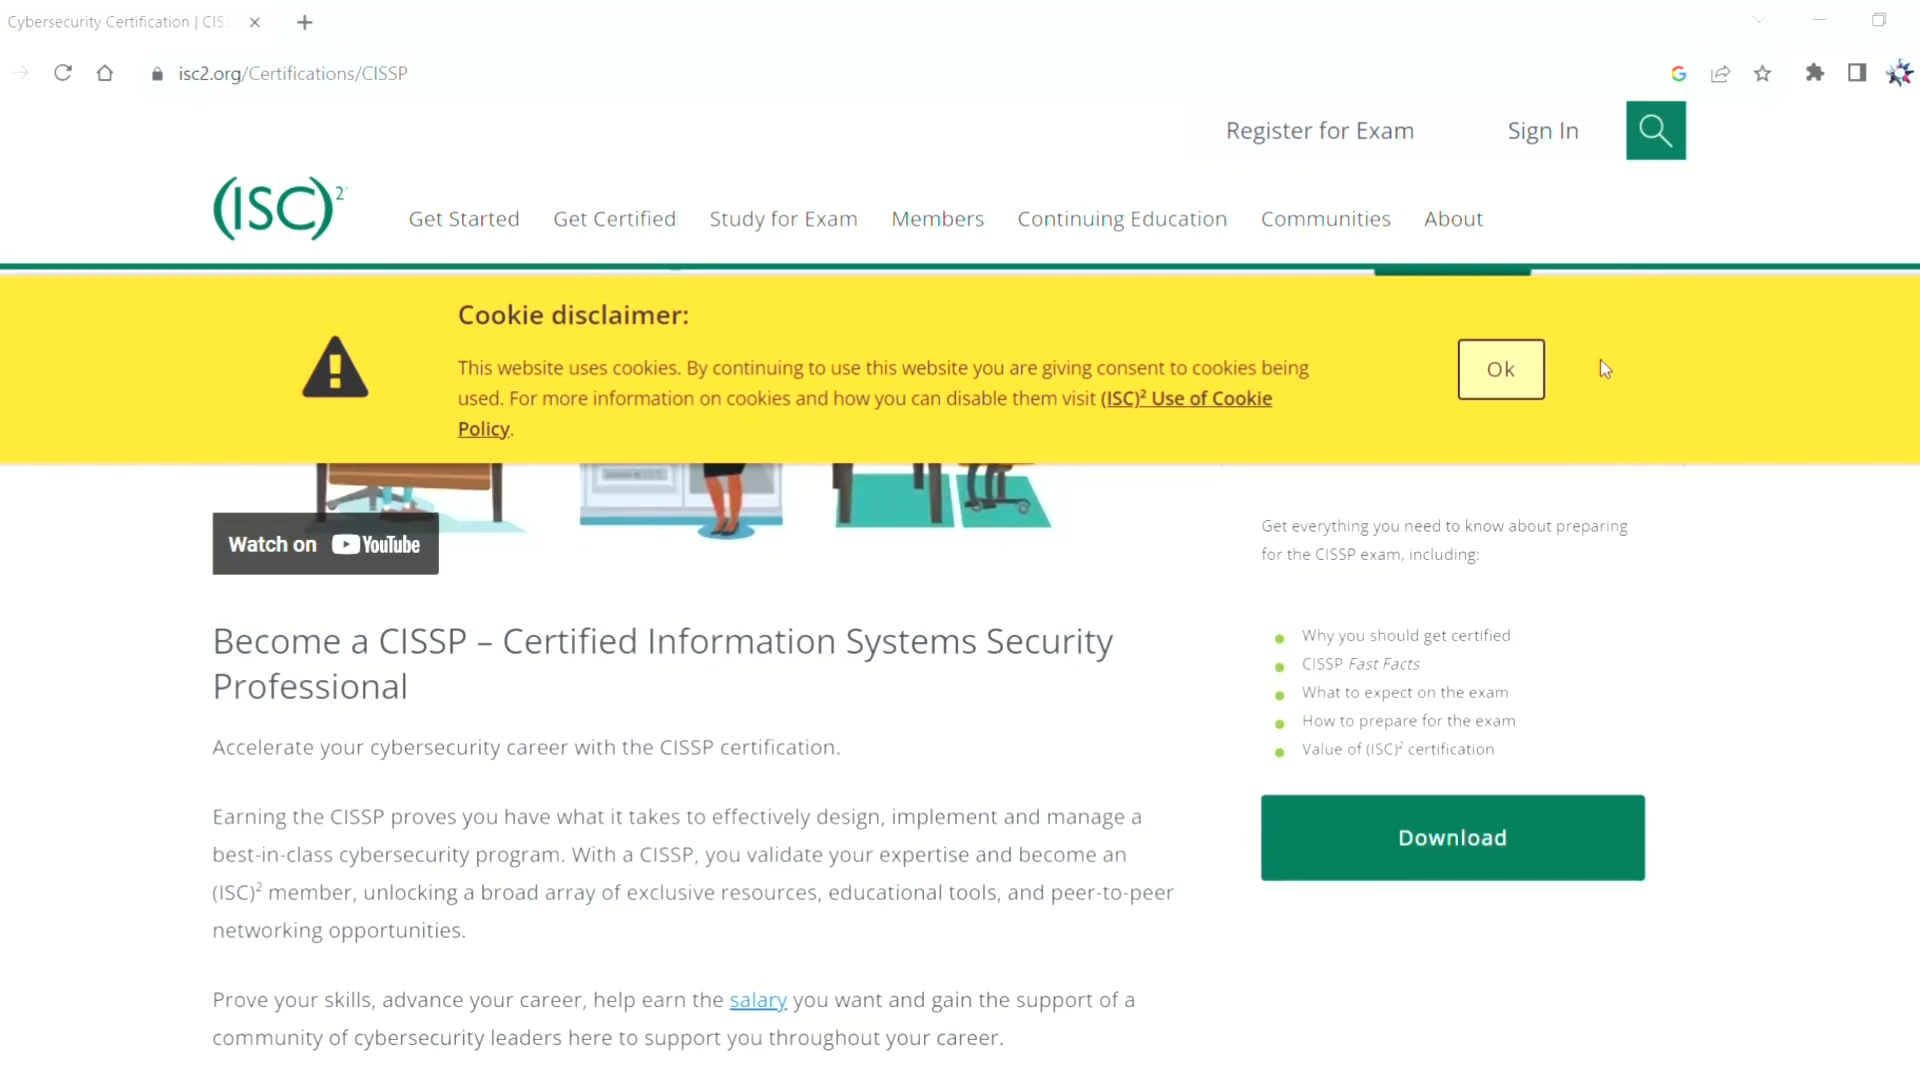 Cybersecurity Certification | CIS
isc2.org/Certifications/CISSP
Register for Exam Sign In
(ISC)²
Get Started Get Certified Study for Exam Members Continuing Education Communities About
Cookie disclaimer:
This website uses cookies. By continuing to use this website you are giving consent to cookies being
used. For more information on cookies and how you can disable them visit (ISC)² Use of Cookie
Policy.
Ok
Watch on YouTube
Get everything you need to know about preparing
for the CISSP exam, including:
Why you should get certified
CISSP Fast Facts
What to expect on the exam
How to prepare for the exam
Value of (ISC)² certification
Download
Become a CISSP – Certified Information Systems Security
Professional
Accelerate your cybersecurity career with the CISSP certification.
Earning the CISSP proves you have what it takes to effectively design, implement and manage a
best-in-class cybersecurity program. With a CISSP, you validate your expertise and become an
(ISC)² member, unlocking a broad array of exclusive resources, educational tools, and peer-to-peer
networking opportunities.
Prove your skills, advance your career, help earn the salary you want and gain the support of a
community of cybersecurity leaders here to support you throughout your career.